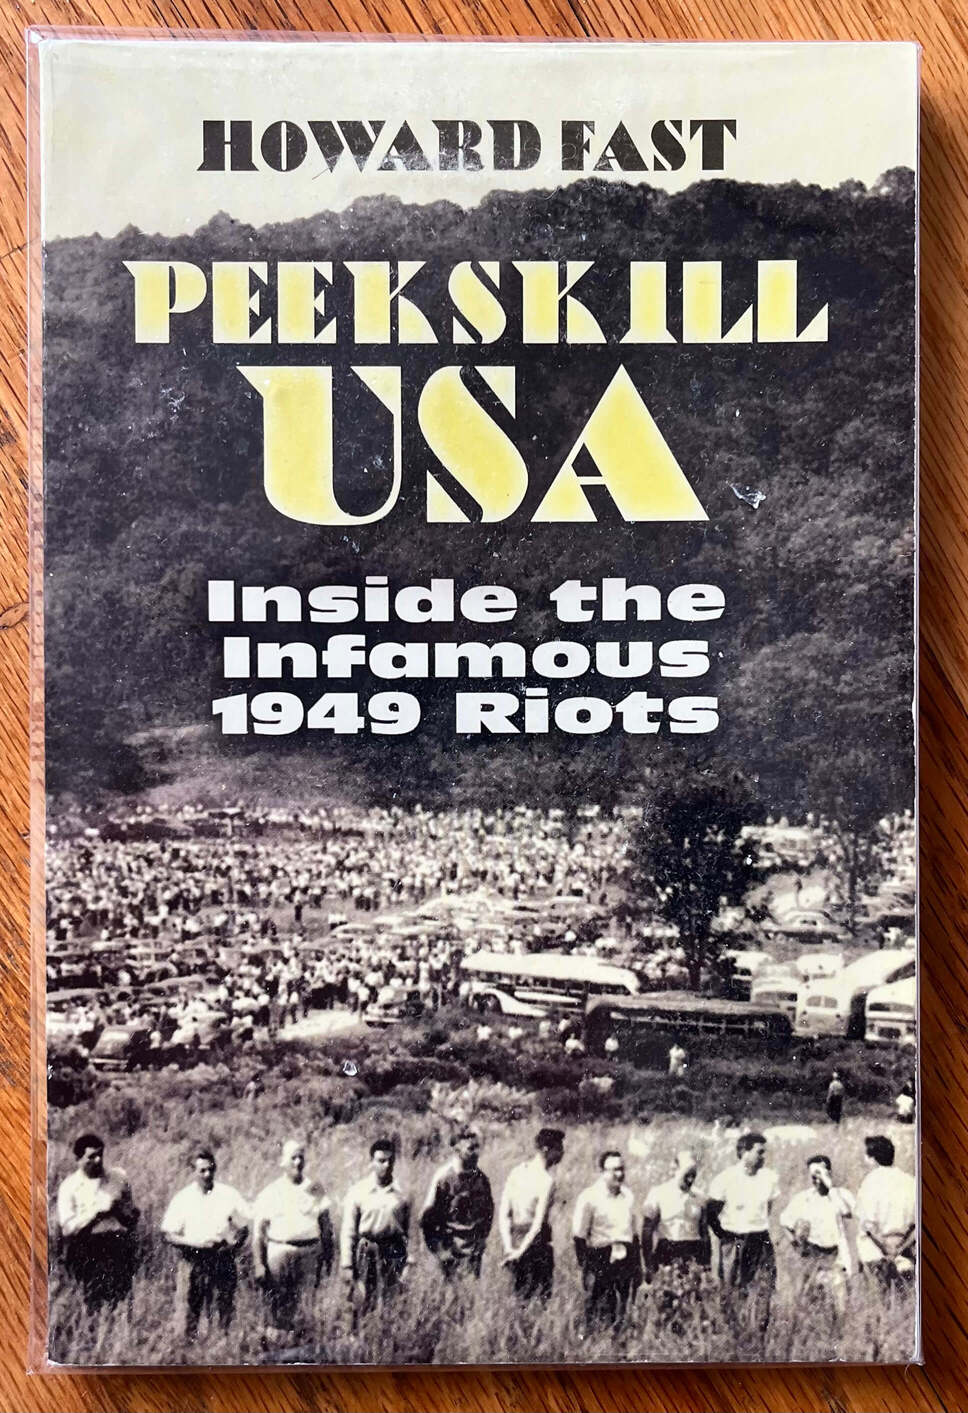 HOWARD FAST
PEEKSKILL
USA
Inside the
Infamous
1949 Riots